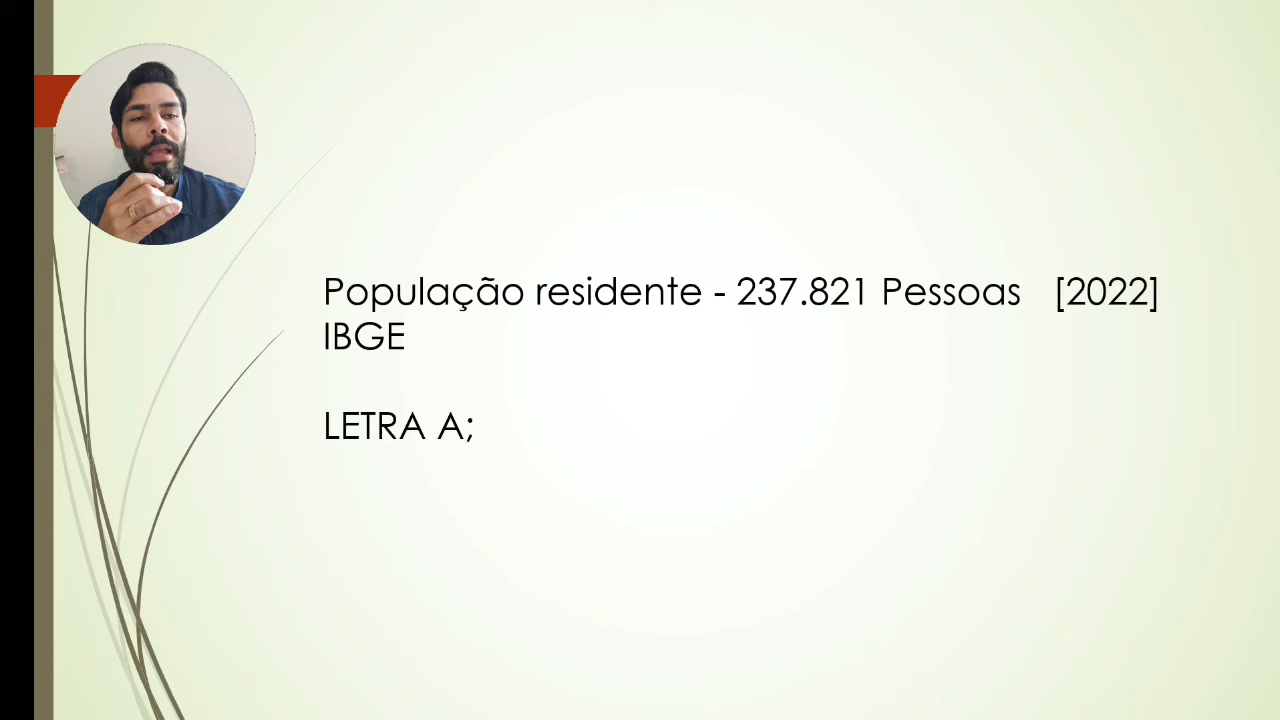 População residente - 237.821 Pessoas [2022]
IBGE
LETRA A;